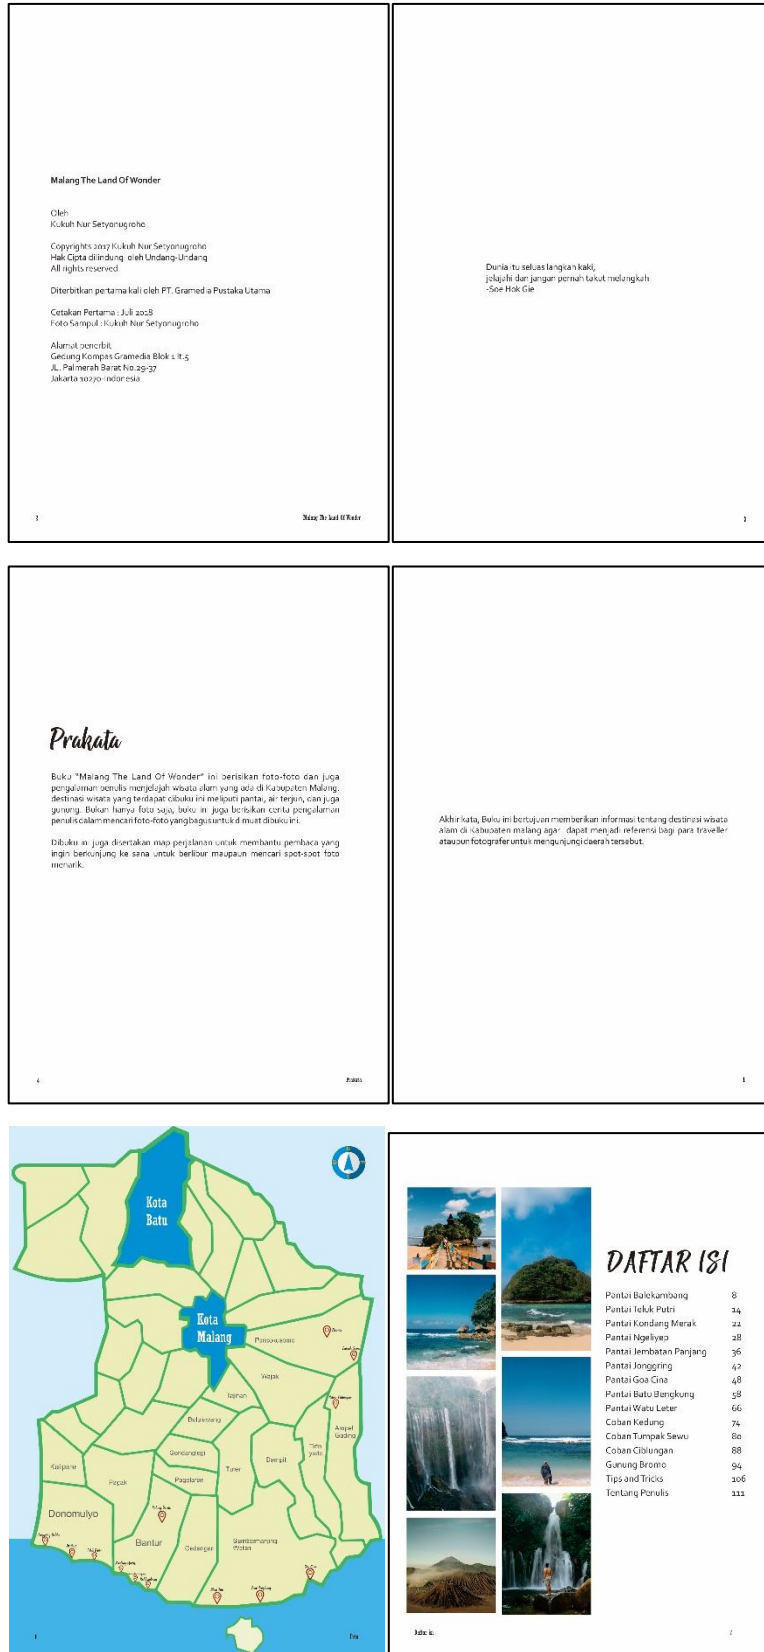 Malang The Land Of Wonder
Oleh
Kukuh Nur Setyonugroho
Copyrights 2017 Kukuh Nur Setyonugroho
Hak Cipta dilindung oleh Undang-Undang
All rights reserved
Diterbitkan pertama kali oleh PT. Gramedia Pustaka Utama
Cetakan Pertama : Juli 2018
Foto Sampul : Kukuh Nur Setyonugroho
Alamat penerbit
Gedung Kompas Gramedia Blok 1 lt.5
JL. Palmerah Barat No.29-37
Jakarta 10270-Indonesia
2
Malang The Land Of Wonder
Dunia itu seluas langkah kaki,
jelajahi dan jangan pernah takut melangkah
-Soe Hok Gie
3
Prakata
Buku "Malang The Land Of Wonder" ini berisikan foto-foto dan juga
pengalaman penulis menjelajah wisata alam yang ada di Kabupaten Malang.
destinasi wisata yang terdapat dibuku ini meliputi pantai, air terjun, dan juga
gunung. Bukan hanya foto saja, buku ini juga berisikan cerita pengalaman
penulis dalam mencari foto-foto yang bagus untuk dimuat dibuku ini.
Dibuku ini juga disertakan map perjalanan untuk membantu pembaca yang
ingin berkunjung ke sana untuk berlibur maupaun mencari spot-spot foto
menarik.
4
Prakata
Akhir kata, Buku ini bertujuan memberikan informasi tentang destinasi wisata
alam di Kabupaten malang agar dapat menjadi referensi bagi para traveller
ataupun fotografer untuk mengunjungi daerah tersebut.
Kota
Batu
Kota
Malang
Wajak
Tajinan
Ampel
Gading
Gondanglegi
Turen
Dampit
Kalipare
Pagak
Donomulyo
Bantur
Gedangan
Wetan
DAFTAR ISI
Pantai Balekambang 8
Pantai Teluk Putri 14
Pantai Kondang Merak 22
Pantai Ngeliyep 28
Pantai Jembatan Panjang 36
Pantai Jonggring 42
Pantai Goa Cina 48
Pantai Batu Bengkung 58
Pantai Watu Leter 66
Coban Kedung 74
Coban Tumpak Sewu 80
Coban Ciblungan 88
Gunung Bromo 94
Tips and Tricks 106
Tentang Penulis 111
Daftar isi
7